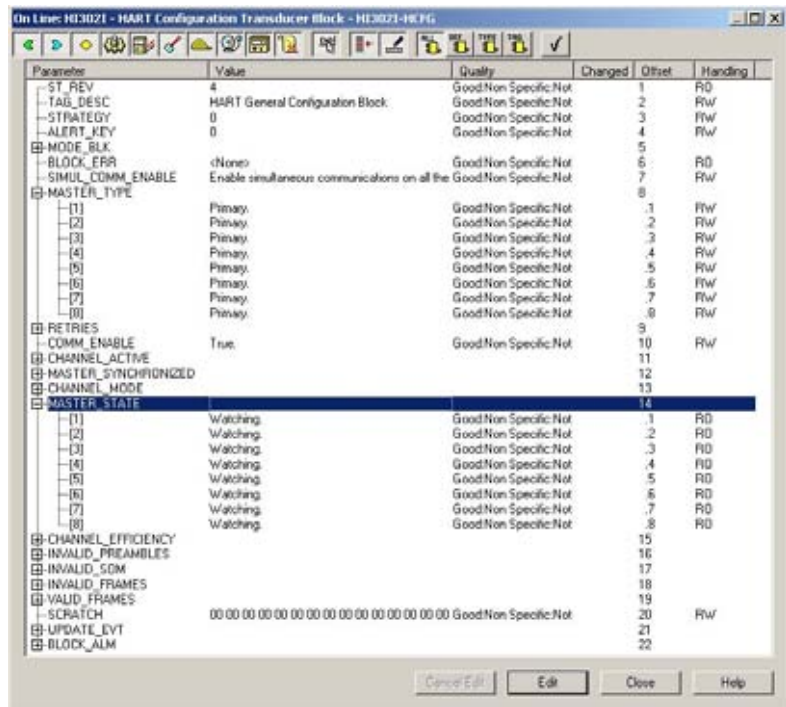 On Line: HI302I - HART Configuration Transducer Block - HI302I-HCFG
ALL DEF TYPE TAG
Parameter Value Quality Changed Offset Handling
ST_REV 4 Good:Non Specific:Not 1 RO
TAG_DESC HART General Configuration Block Good:Non Specific:Not 2 RW
STRATEGY 0 Good:Non Specific:Not 3 RW
ALERT_KEY 0 Good:Non Specific:Not 4 RW
MODE_BLK 5
BLOCK_ERR <None> Good:Non Specific:Not 6 RO
SIMUL_COMM_ENABLE Enable simultaneous communications on all the Good:Non Specific:Not 7 RW
MASTER_TYPE 8
[1] Primary. Good:Non Specific:Not .1 RW
[2] Primary. Good:Non Specific:Not .2 RW
[3] Primary. Good:Non Specific:Not .3 RW
[4] Primary. Good:Non Specific:Not .4 RW
[5] Primary. Good:Non Specific:Not .5 RW
[6] Primary. Good:Non Specific:Not .6 RW
[7] Primary. Good:Non Specific:Not .7 RW
[8] Primary. Good:Non Specific:Not .8 RW
RETRIES 9
COMM_ENABLE True. Good:Non Specific:Not 10 RW
CHANNEL_ACTIVE 11
MASTER_SYNCHRONIZED 12
CHANNEL_MODE 13
MASTER_STATE 14
[1] Watching. Good:Non Specific:Not .1 RO
[2] Watching. Good:Non Specific:Not .2 RO
[3] Watching. Good:Non Specific:Not .3 RO
[4] Watching. Good:Non Specific:Not .4 RO
[5] Watching. Good:Non Specific:Not .5 RO
[6] Watching. Good:Non Specific:Not .6 RO
[7] Watching. Good:Non Specific:Not .7 RO
[8] Watching. Good:Non Specific:Not .8 RO
CHANNEL_EFFICIENCY 15
INVALID_PREAMBLES 16
INVALID_SOM 17
INVALID_FRAMES 18
VALID_FRAMES 19
SCRATCH 00 00 00 00 00 00 00 00 00 00 00 00 00 00 00 00 Good:Non Specific:Not 20 RW
UPDATE_EVT 21
BLOCK_ALM 22
Cancel Edit Edit Close Help